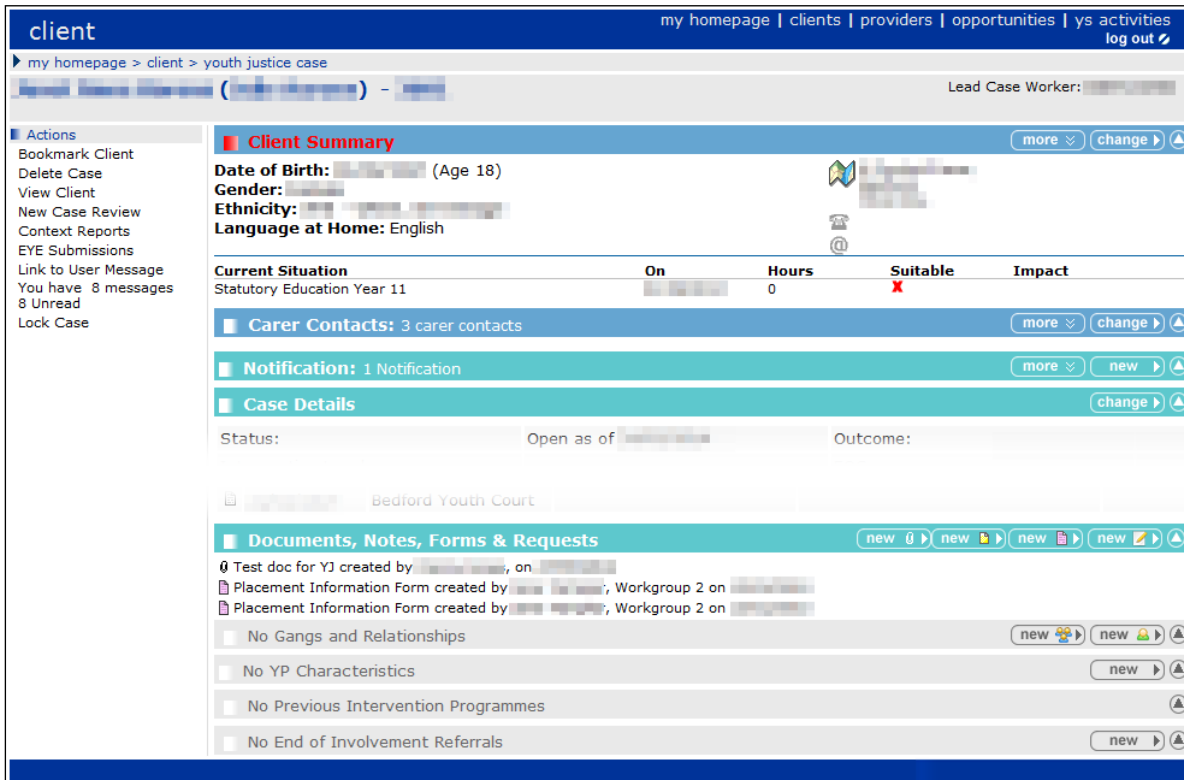 client
my homepage | clients | providers | opportunities | ys activities
log out
my homepage > client > youth justice case
( ) -
Lead Case Worker:
Actions
Bookmark Client
Delete Case
View Client
New Case Review
Context Reports
EYE Submissions
Link to User Message
You have 8 messages
8 Unread
Lock Case
Client Summary
more
change
Date of Birth: (Age 18)
Gender:
Ethnicity:
Language at Home: English
@
Current Situation On Hours Suitable Impact
Statutory Education Year 11 0
Carer Contacts: 3 carer contacts
more
change
Notification: 1 Notification
more
new
Case Details
change
Status: Open as of Outcome:
Bedford Youth Court
Documents, Notes, Forms & Requests
new new new new
Test doc for YJ created by , on
Placement Information Form created by , Workgroup 2 on
Placement Information Form created by , Workgroup 2 on
No Gangs and Relationships
new new
No YP Characteristics
new
No Previous Intervention Programmes
No End of Involvement Referrals
new